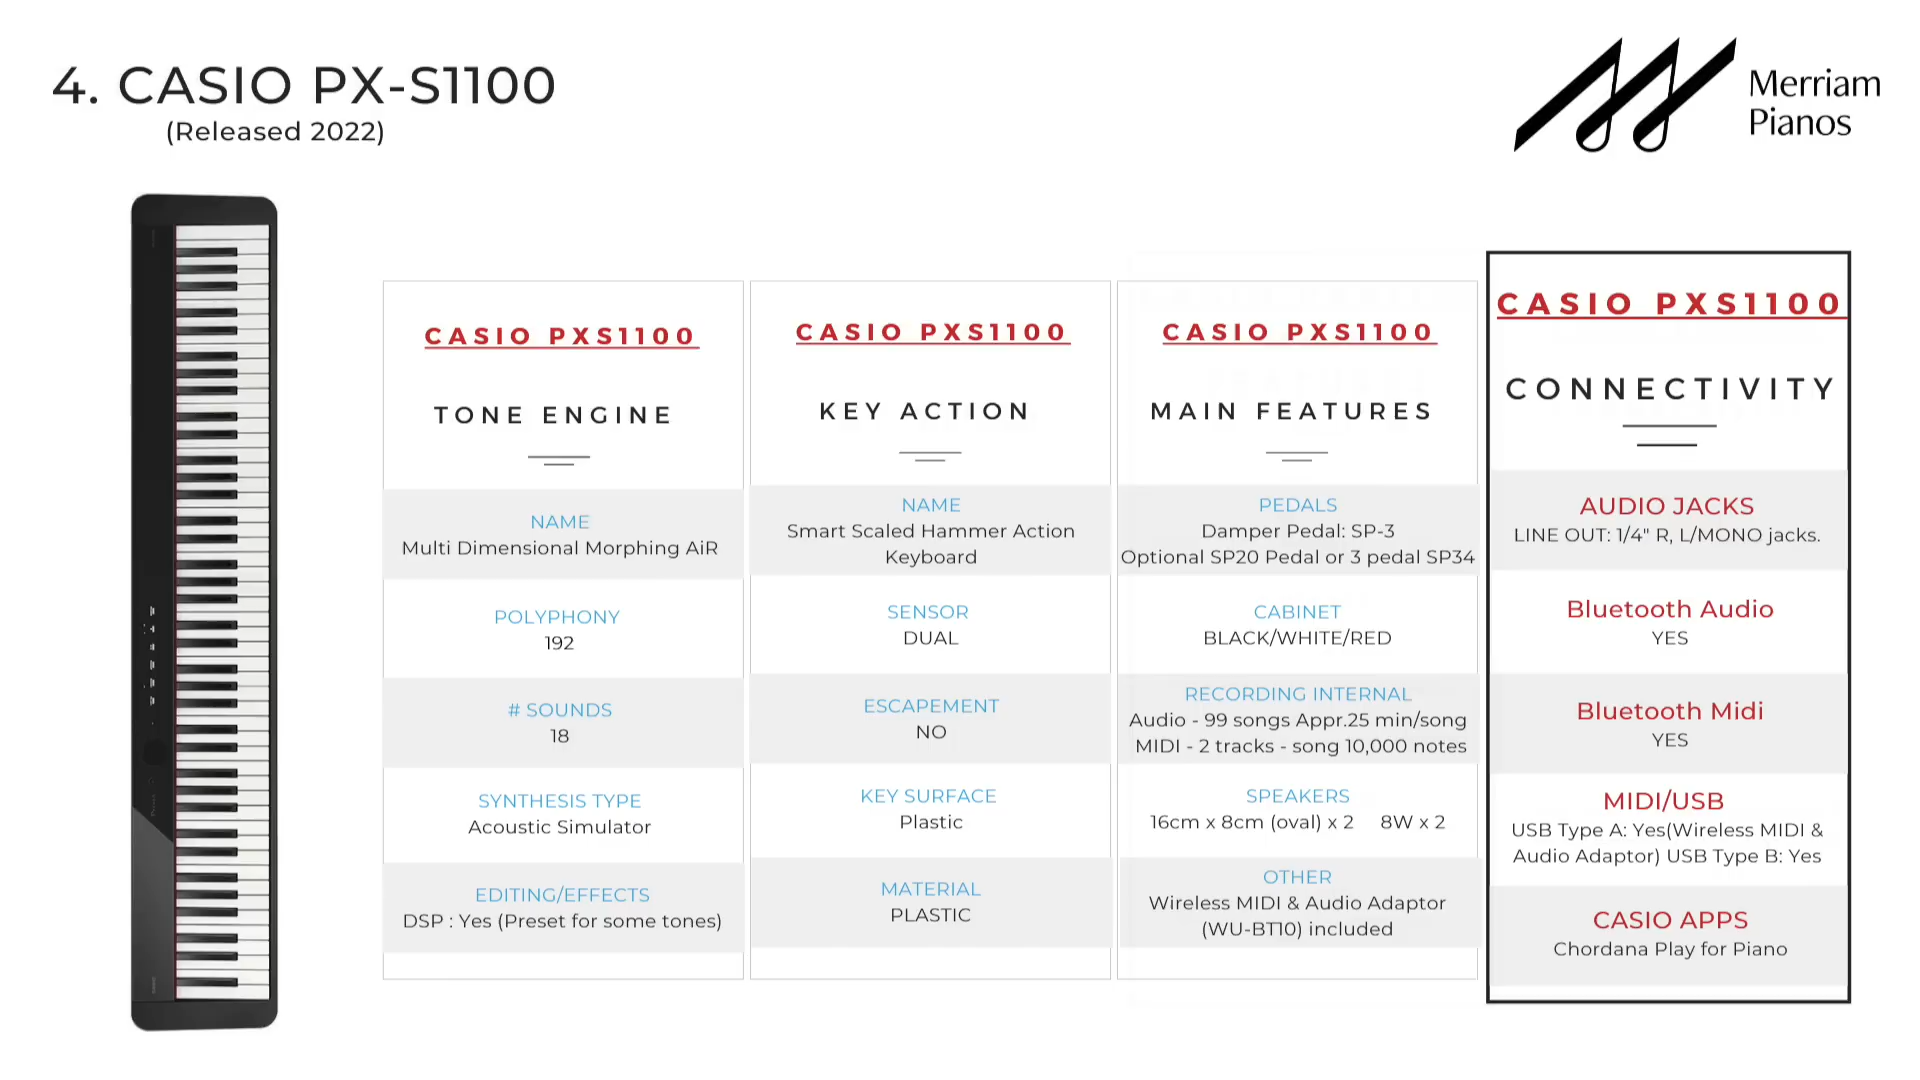 4. CASIO PX-S1100
(Released 2022)
Merriam
Pianos
CASIO PXS1100
TONE ENGINE
NAME
Multi Dimensional Morphing AiR
POLYPHONY
192
# SOUNDS
18
SYNTHESIS TYPE
Acoustic Simulator
EDITING/EFFECTS
DSP : Yes (Preset for some tones)
CASIO PXS1100
KEY ACTION
NAME
Smart Scaled Hammer Action
Keyboard
SENSOR
DUAL
ESCAPEMENT
NO
KEY SURFACE
Plastic
MATERIAL
PLASTIC
CASIO PXS1100
MAIN FEATURES
PEDALS
Damper Pedal: SP-3
Optional SP20 Pedal or 3 pedal SP34
CABINET
BLACK/WHITE/RED
RECORDING INTERNAL
Audio - 99 songs Appr.25 min/song
MIDI - 2 tracks - song 10,000 notes
SPEAKERS
16cm x 8cm (oval) x 2 8W x 2
OTHER
Wireless MIDI & Audio Adaptor
(WU-BT10) included
CASIO PXS1100
CONNECTIVITY
AUDIO JACKS
LINE OUT: 1/4" R, L/MONO jacks.
Bluetooth Audio
YES
Bluetooth Midi
YES
MIDI/USB
USB Type A: Yes(Wireless MIDI &
Audio Adaptor) USB Type B: Yes
CASIO APPS
Chordana Play for Piano